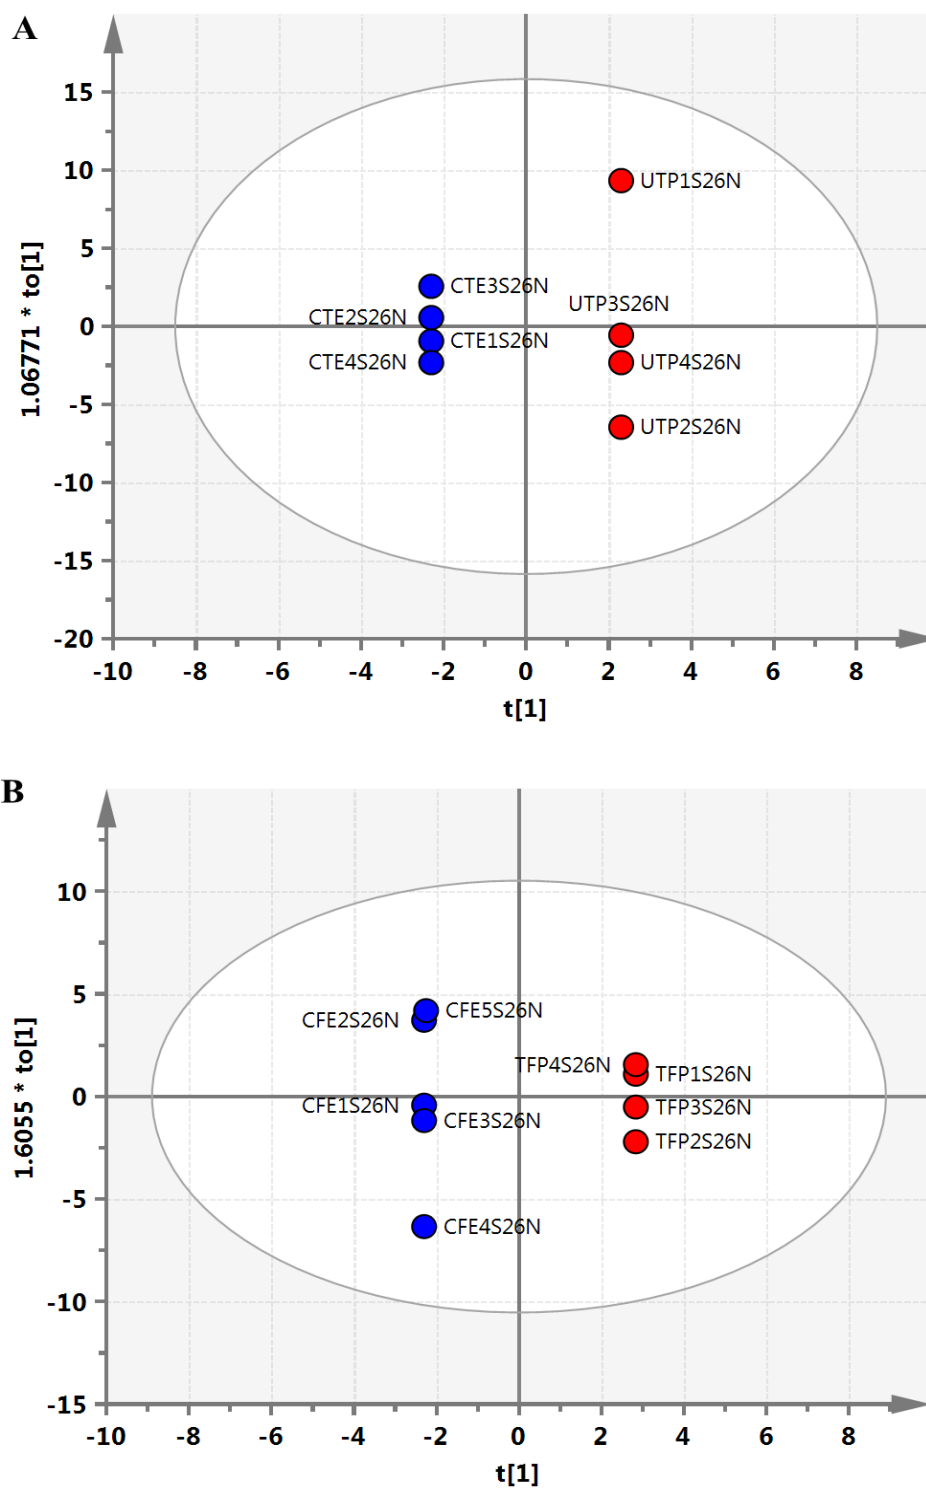 A
15
10
5
0
-5
-10
-15
-20
1.06771 * to[1]
UTP1S26N
CTE3S26N
UTP3S26N
CTE2S26N
CTE1S26N
CTE4S26N
UTP4S26N
UTP2S26N
-10 -8 -6 -4 -2 0 2 4 6 8
t[1]
B
10
5
0
-5
-10
-15
1.6055 * to[1]
CFE5S26N
CFE2S26N
TFP4S26N
TFP1S26N
CFE1S26N
TFP3S26N
CFE3S26N
TFP2S26N
CFE4S26N
-10 -8 -6 -4 -2 0 2 4 6 8
t[1]